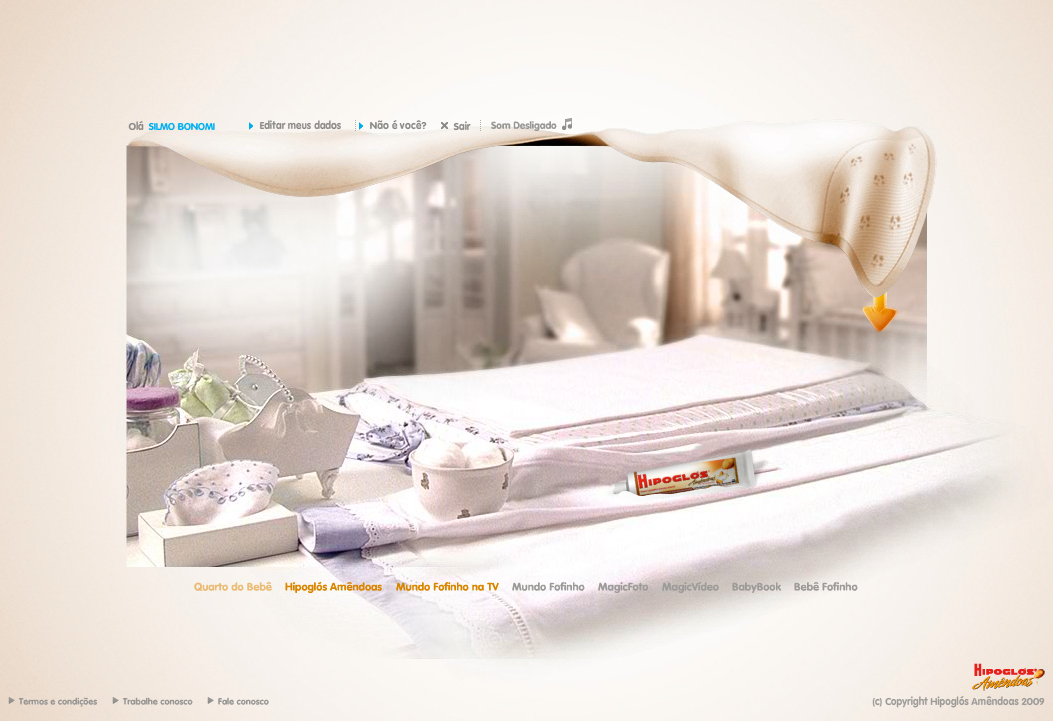 Olá SILMO BONOMI Editar meus dados Não é você? Sair Som Desligado
HIPOGLÓS
Amêndoas
Quarto do Bebê Hipoglós Amêndoas Mundo Fofinho na TV Mundo Fofinho MagicFoto MagicVídeo BabyBook Bebê Fofinho
HIPOGLÓS
Amêndoas
Termos e condições Trabalhe conosco Fale conosco (c) Copyright Hipoglós Amêndoas 2009